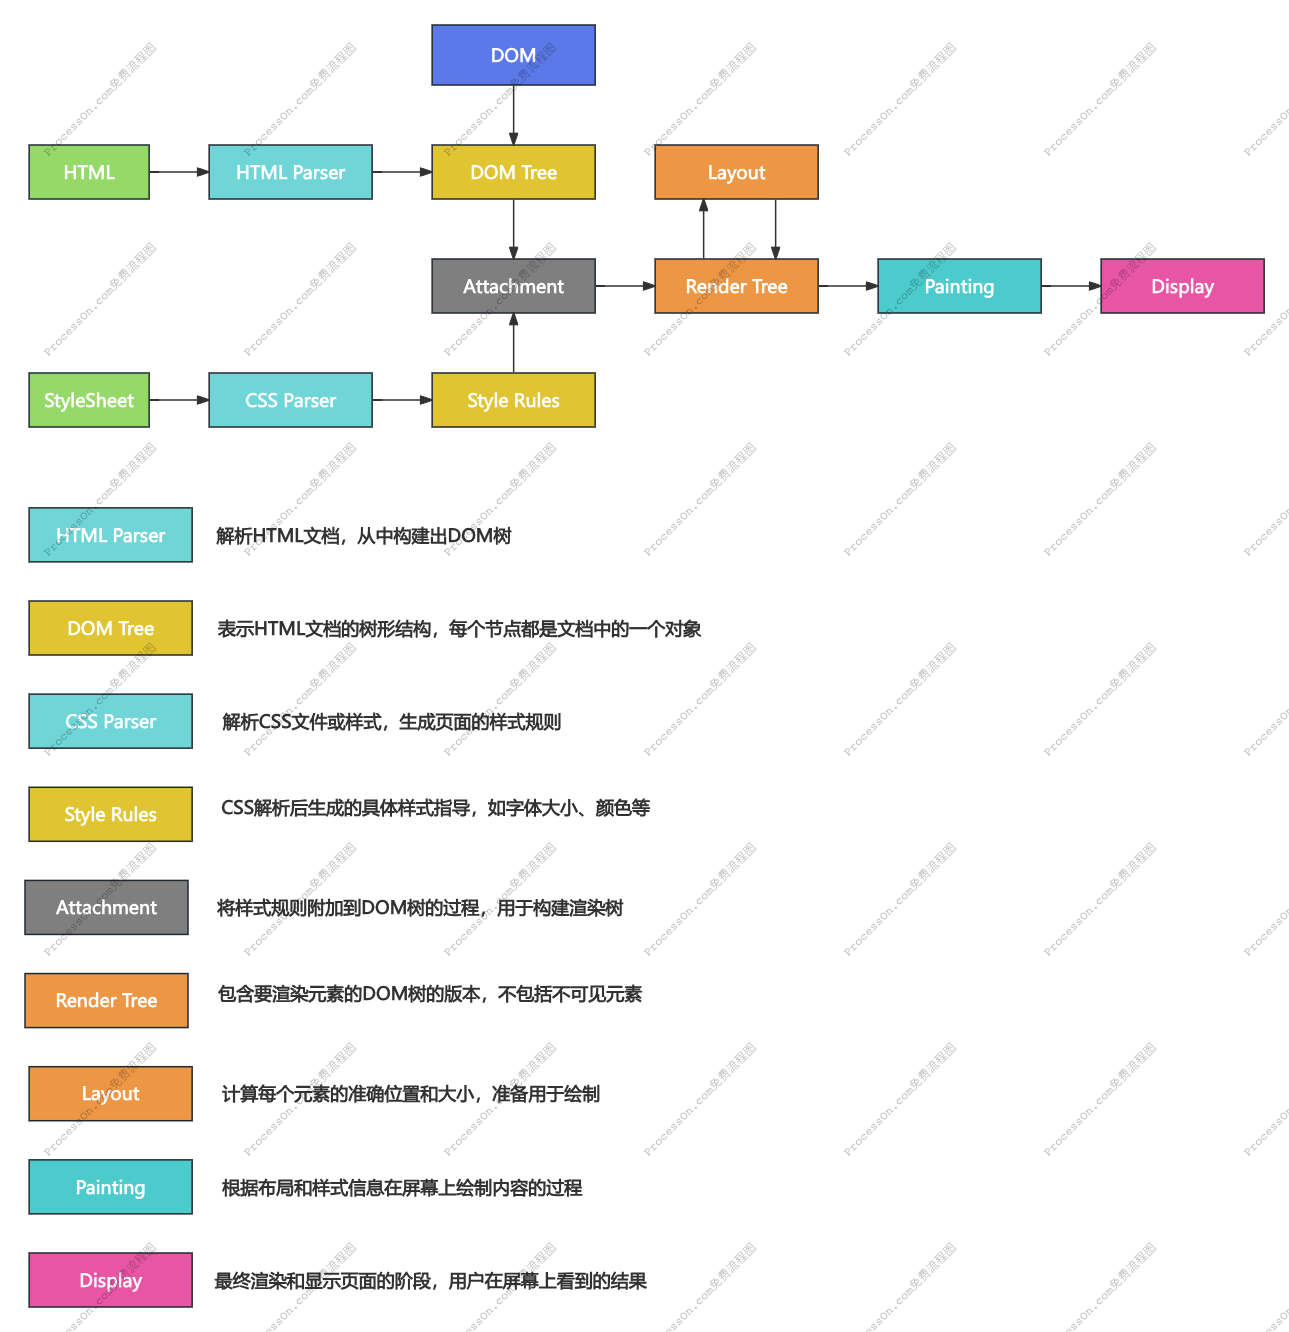 DOM
HTML
HTML Parser
DOM Tree
Layout
Attachment
Render Tree
Painting
Display
StyleSheet
CSS Parser
Style Rules
HTML Parser 解析HTML文档，从中构建出DOM树
DOM Tree 表示HTML文档的树形结构，每个节点都是文档中的一个对象
CSS Parser 解析CSS文件或样式，生成页面的样式规则
Style Rules CSS解析后生成的具体样式指导，如字体大小、颜色等
Attachment 将样式规则附加到DOM树的过程，用于构建渲染树
Render Tree 包含要渲染元素的DOM树的版本，不包括不可见元素
Layout 计算每个元素的准确位置和大小，准备用于绘制
Painting 根据布局和样式信息在屏幕上绘制内容的过程
Display 最终渲染和显示页面的阶段，用户在屏幕上看到的结果
ProcessOn.com免费流程图